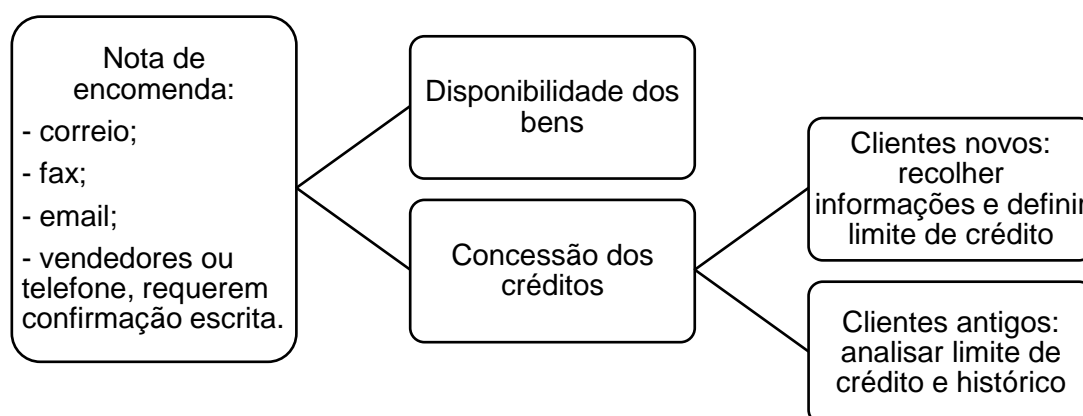 Nota de
encomenda:
- correio;
- fax;
- email;
- vendedores ou
telefone, requerem
confirmação escrita.
Disponibilidade dos
bens
Concessão dos
créditos
Clientes novos:
recolher
informações e definir
limite de crédito
Clientes antigos:
analisar limite de
crédito e histórico